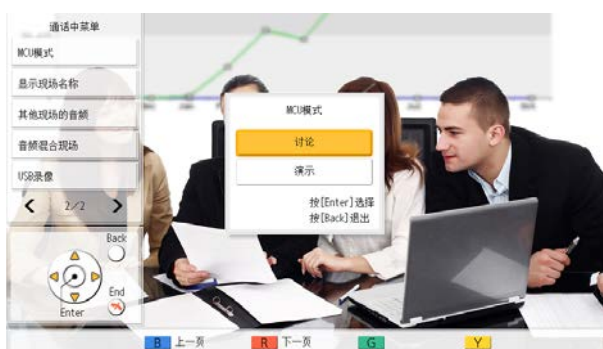 通话中菜单
MCU模式
显示现场名称
其他现场的音频
音频混合现场
USB录像
2/2
Back
End
Enter
MCU模式
讨论
演示
按[Enter]选择
按[Back]退出
B 上一页 R 下一页 G Y